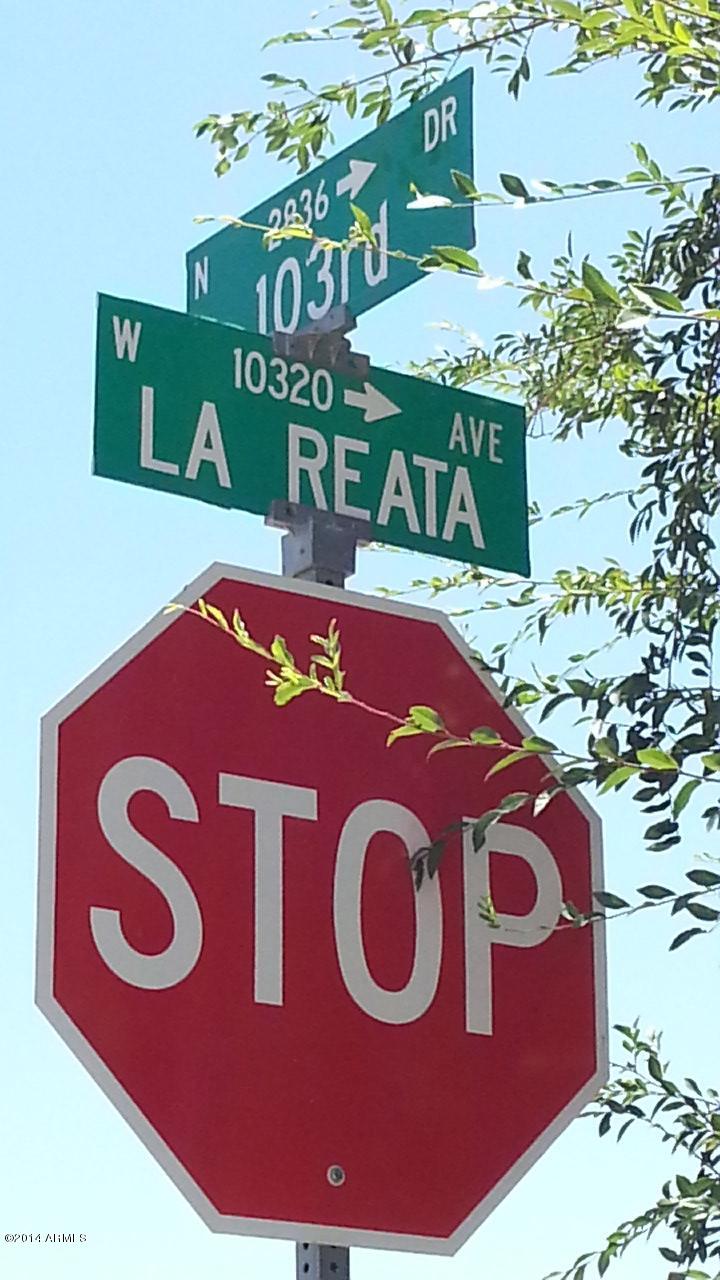 DR
2836
N 103rd
W 10320 AVE
LA REATA
STOP
©2014 ARMLS